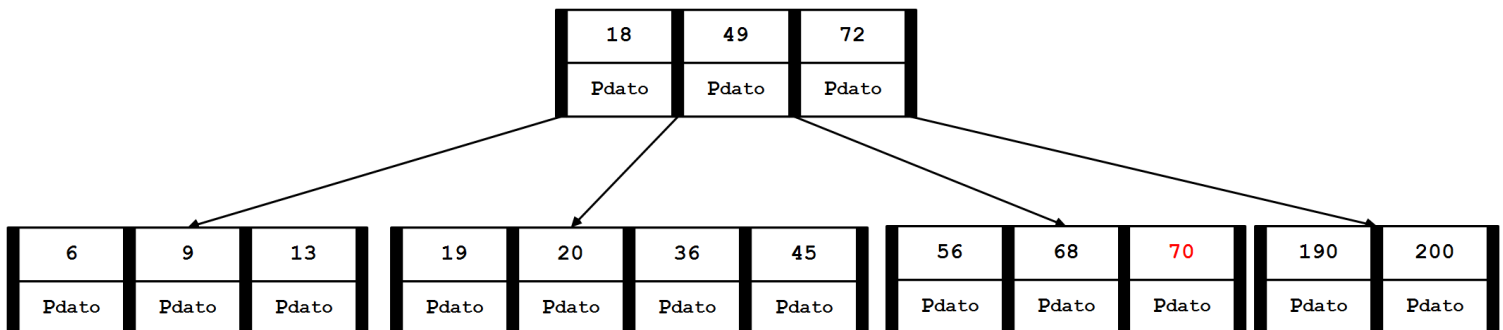 18 49 72
Pdato Pdato Pdato
6 9 13 19 20 36 45 56 68 70 190 200
Pdato Pdato Pdato Pdato Pdato Pdato Pdato Pdato Pdato Pdato Pdato Pdato